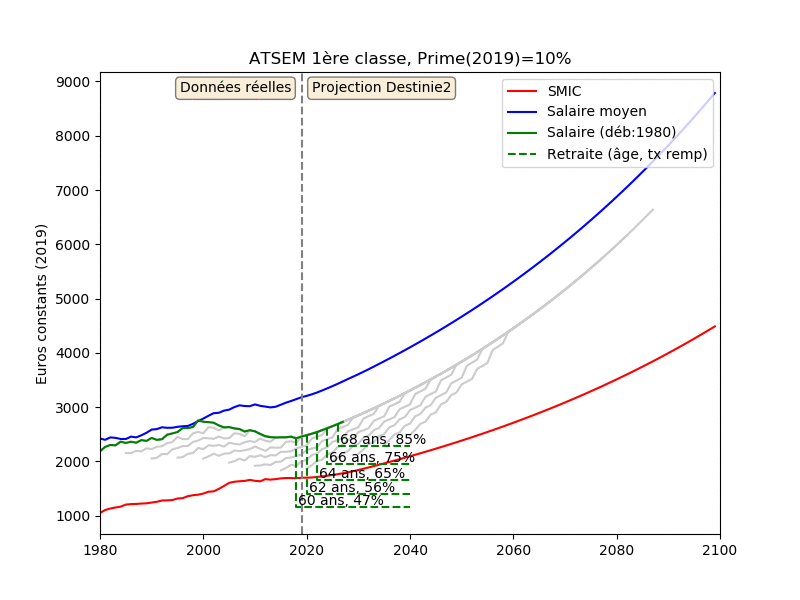 ATSEM 1ère classe, Prime(2019)=10%
Données réelles
Projection Destinie2
SMIC
Salaire moyen
Salaire (déb:1980)
Retraite (âge, tx remp)
Euros constants (2019)
9000
8000
7000
6000
5000
4000
3000
2000
1000
68 ans, 85%
66 ans, 75%
64 ans, 65%
62 ans, 56%
60 ans, 47%
1980 2000 2020 2040 2060 2080 2100